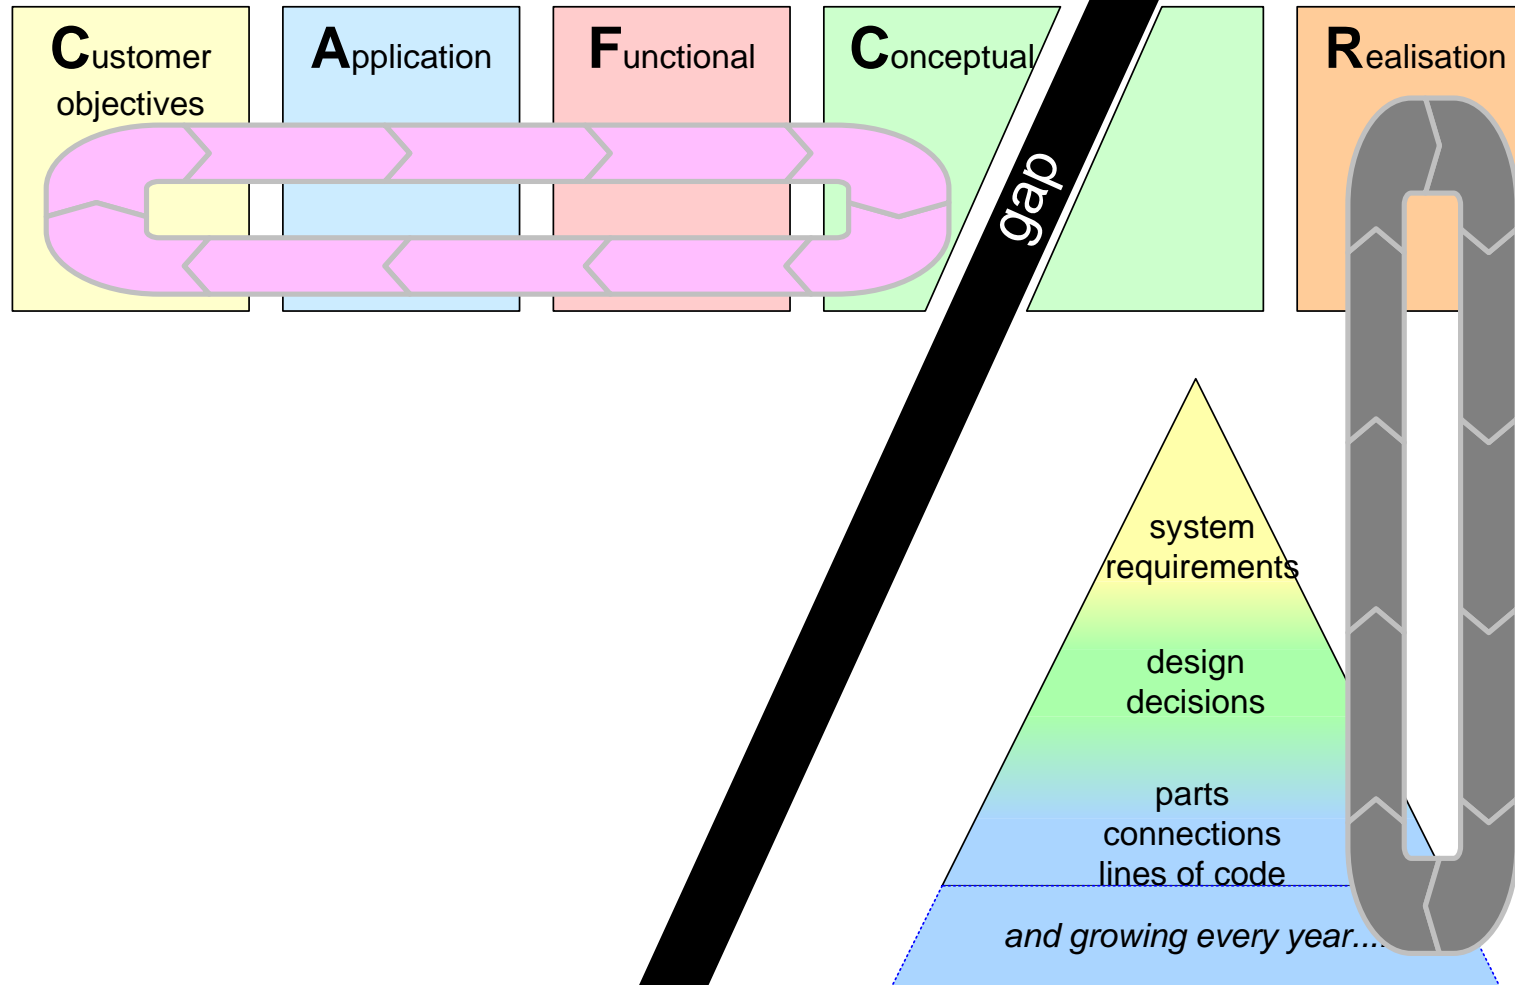 Customer
objectives
Application
Functional
Conceptual
Realisation
gap
system
requirements
design
decisions
parts
connections
lines of code
and growing every year....